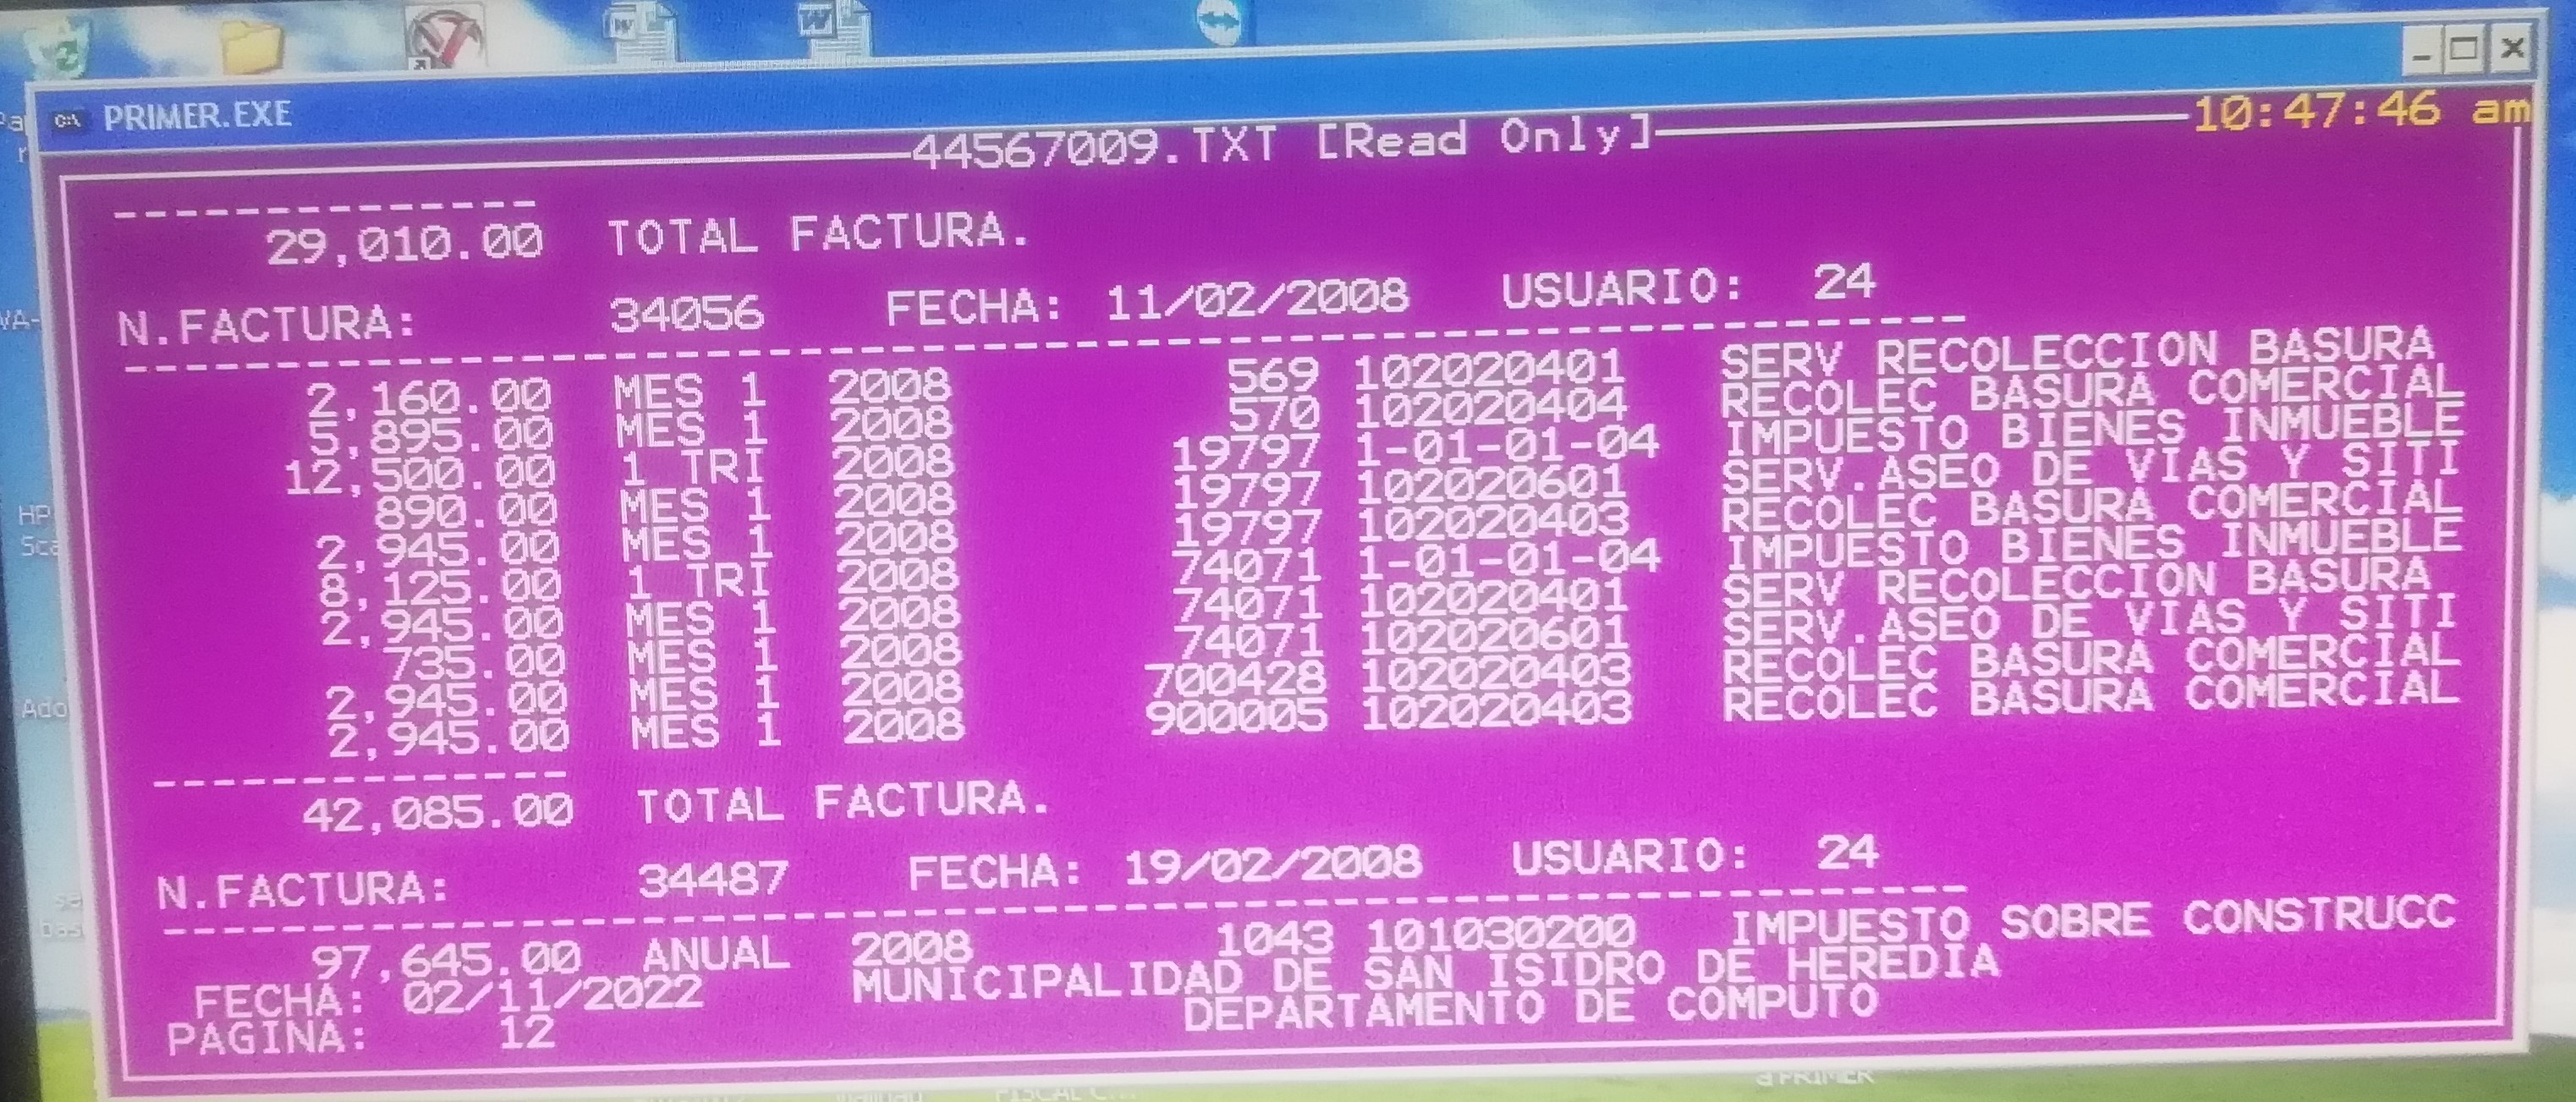 PRIMER.EXE
44567009.TXT [Read Only] 10:47:46 am
--------------
29,010.00 TOTAL FACTURA.
N.FACTURA: 34056 FECHA: 11/02/2008 USUARIO: 24
-------------------------------------------------------------
2,160.00 MES 1 2008 569 102020401 SERV RECOLECCION BASURA
5,895.00 MES 1 2008 570 102020404 RECOLEC BASURA COMERCIAL
12,500.00 1 TRI 2008 19797 1-01-01-04 IMPUESTO BIENES INMUEBLE
890.00 MES 1 2008 19797 102020601 SERV.ASEO DE VIAS Y SITI
2,945.00 MES 1 2008 19797 102020403 RECOLEC BASURA COMERCIAL
8,125.00 1 TRI 2008 74071 1-01-01-04 IMPUESTO BIENES INMUEBLE
2,945.00 MES 1 2008 74071 102020401 SERV RECOLECCION BASURA
735.00 MES 1 2008 74071 102020601 SERV.ASEO DE VIAS Y SITI
2,945.00 MES 1 2008 700428 102020403 RECOLEC BASURA COMERCIAL
2,945.00 MES 1 2008 900005 102020403 RECOLEC BASURA COMERCIAL
--------------
42,085.00 TOTAL FACTURA.
N.FACTURA: 34487 FECHA: 19/02/2008 USUARIO: 24
-------------------------------------------------------------
97,645.00 ANUAL 2008 1043 101030200 IMPUESTO SOBRE CONSTRUCC
FECHA: 02/11/2022 MUNICIPALIDAD DE SAN ISIDRO DE HEREDIA
PAGINA: 12 DEPARTAMENTO DE COMPUTO
HP
Sca
Ado
a PRIMER